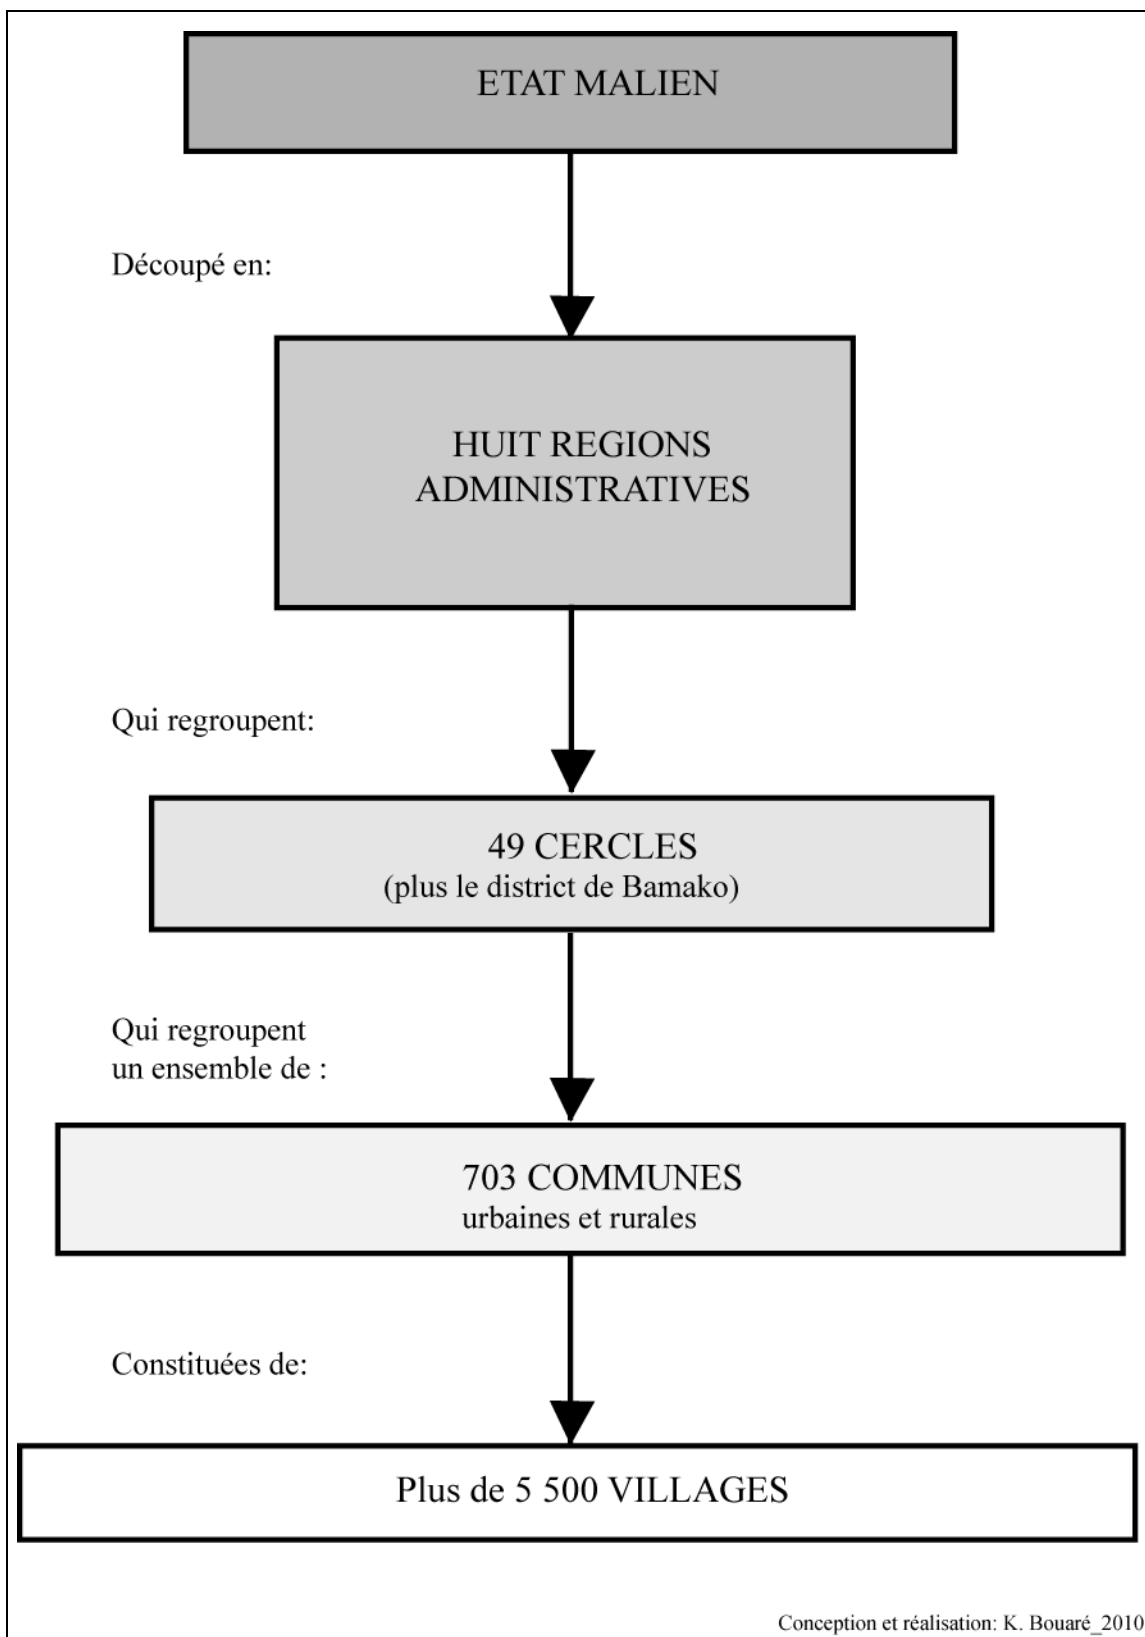 ETAT MALIEN
Découpé en:
HUIT REGIONS
ADMINISTRATIVES
Qui regroupent:
49 CERCLES
(plus le district de Bamako)
Qui regroupent
un ensemble de :
703 COMMUNES
urbaines et rurales
Constituées de:
Plus de 5 500 VILLAGES
Conception et réalisation: K. Bouaré_2010